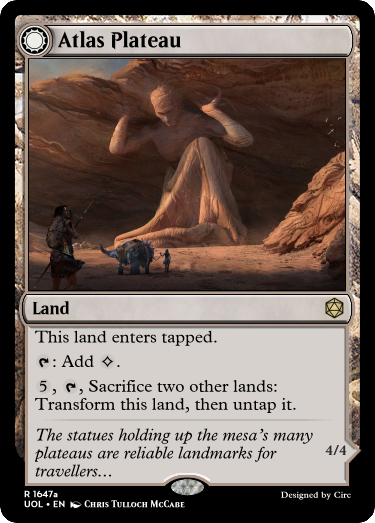 Atlas Plateau
Land
This land enters tapped.
: Add .
5, , Sacrifice two other lands:
Transform this land, then untap it.
The statues holding up the mesa's many
plateaus are reliable landmarks for
travellers…
4/4
R 1647a
UOL • EN Chris Tulloch McCabe
Designed by Circ